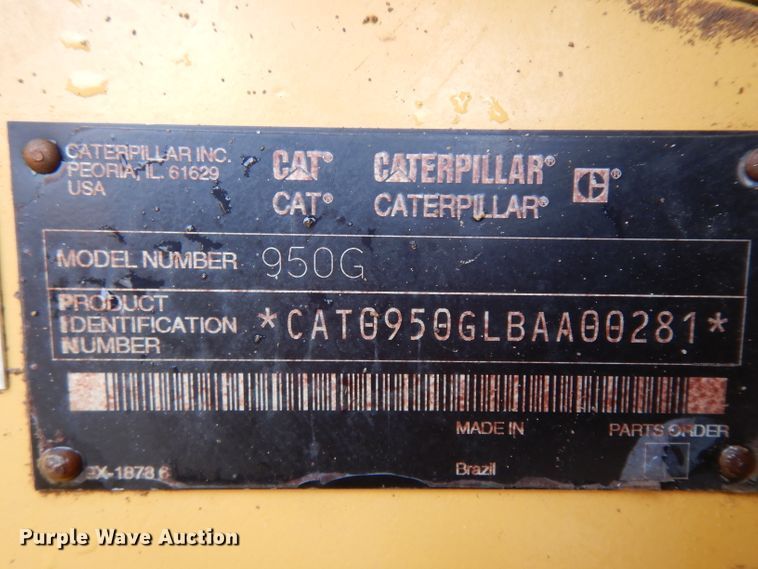 CATERPILLAR INC.
PEORIA, IL. 61629
USA
CAT® CATERPILLAR®
CAT® CATERPILLAR®
MODEL NUMBER 950G
PRODUCT
IDENTIFICATION
NUMBER
*CAT0950GLBAA00281*
MADE IN PARTS ORDER
Brazil
Purple Wave Auction